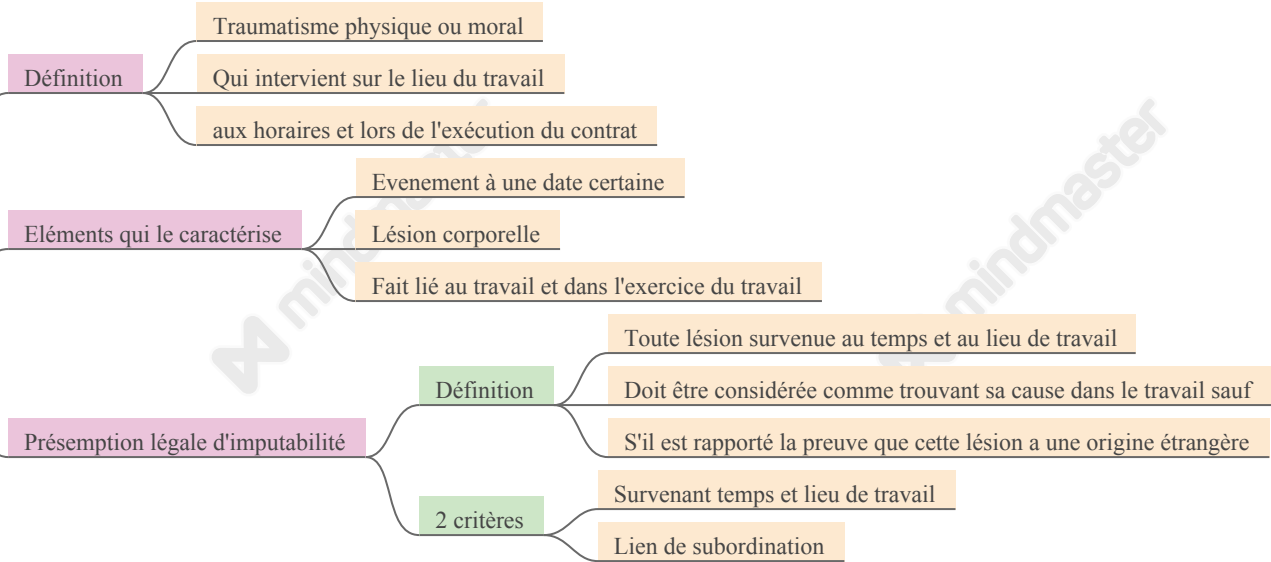 Définition
Traumatisme physique ou moral
Qui intervient sur le lieu du travail
aux horaires et lors de l'exécution du contrat
Eléments qui le caractérise
Evenement à une date certaine
Lésion corporelle
Fait lié au travail et dans l'exercice du travail
Présemption légale d'imputabilité
Définition
Toute lésion survenue au temps et au lieu de travail
Doit être considérée comme trouvant sa cause dans le travail sauf
S'il est rapporté la preuve que cette lésion a une origine étrangère
2 critères
Survenant temps et lieu de travail
Lien de subordination
mindmaster
mindmaster